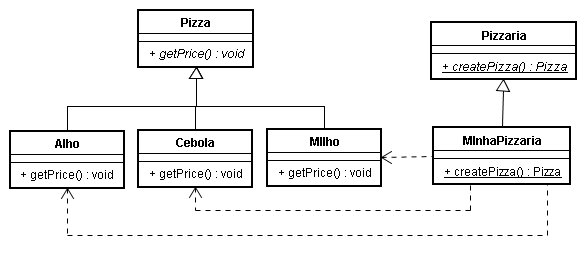 Pizza
+ getPrice() : void
Pizzaria
+ createPizza() : Pizza
Alho
+ getPrice() : void
Cebola
+ getPrice() : void
MIlho
+ getPrice() : void
MInhaPizzaria
+ createPizza() : Pizza